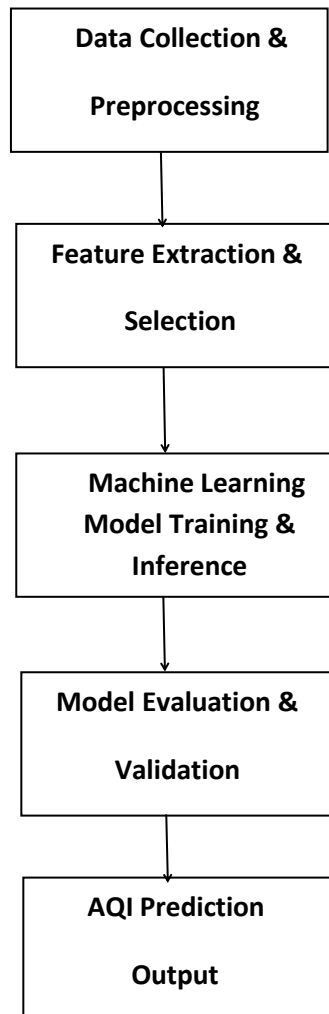 Data Collection &
Preprocessing
Feature Extraction &
Selection
Machine Learning
Model Training &
Inference
Model Evaluation &
Validation
AQI Prediction
Output